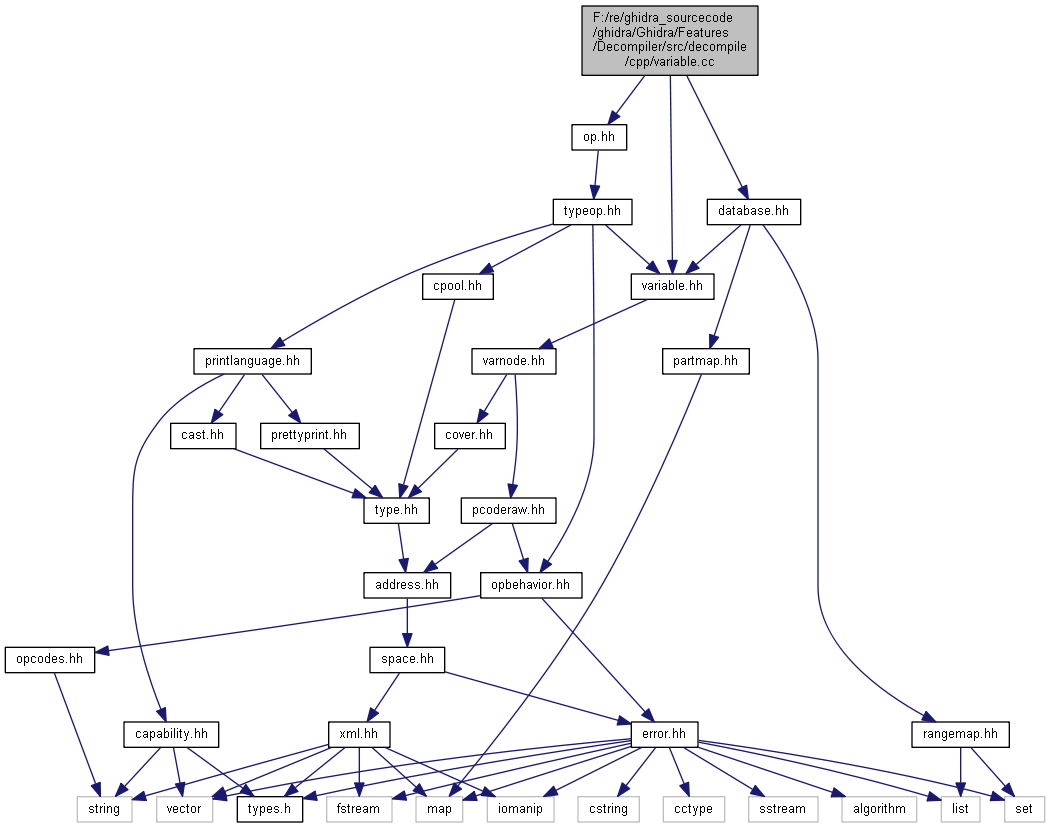 F:/re/ghidra_sourcecode
/ghidra/Ghidra/Features
/Decompiler/src/decompile
/cpp/variable.cc
op.hh
typeop.hh
database.hh
cpool.hh
variable.hh
printlanguage.hh
varnode.hh
partmap.hh
cast.hh
prettyprint.hh
cover.hh
type.hh
pcoderaw.hh
address.hh
opbehavior.hh
opcodes.hh
space.hh
capability.hh
xml.hh
error.hh
rangemap.hh
string
vector
types.h
fstream
map
iomanip
cstring
cctype
sstream
algorithm
list
set